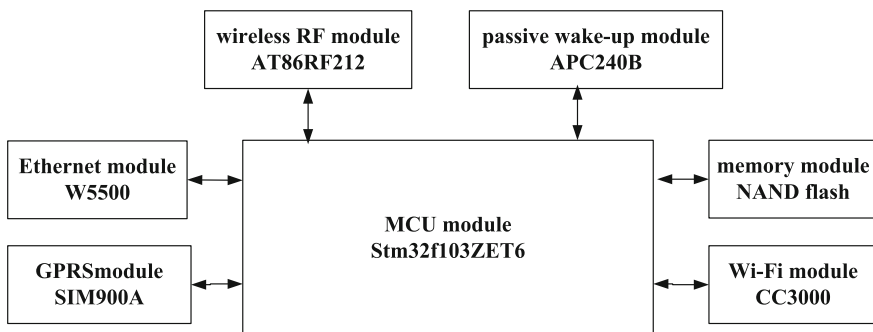 wireless RF module
AT86RF212
passive wake-up module
APC240B
Ethernet module
W5500
memory module
NAND flash
MCU module
Stm32f103ZET6
GPRSmodule
SIM900A
Wi-Fi module
CC3000